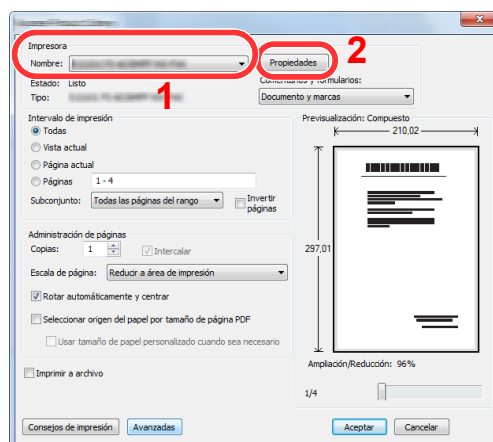 Impresora
Nombre:
Propiedades
2
1
Estado: Listo
Comentarios y formularios:
Tipo:
Documento y marcas
Intervalo de impresión
Todas
Vista actual
Página actual
Páginas 1 - 4
Subconjunto: Todas las páginas del rango
Invertir
páginas
Administración de páginas
Copias: 1
Intercalar
Escala de página: Reducir a área de impresión
Rotar automáticamente y centrar
Seleccionar origen del papel por tamaño de página PDF
Usar tamaño de papel personalizado cuando sea necesario
Imprimir a archivo
Previsualización: Compuesto
210,02
297,01
Ampliación/Reducción: 96%
1/4
Consejos de impresión
Avanzadas
Aceptar
Cancelar